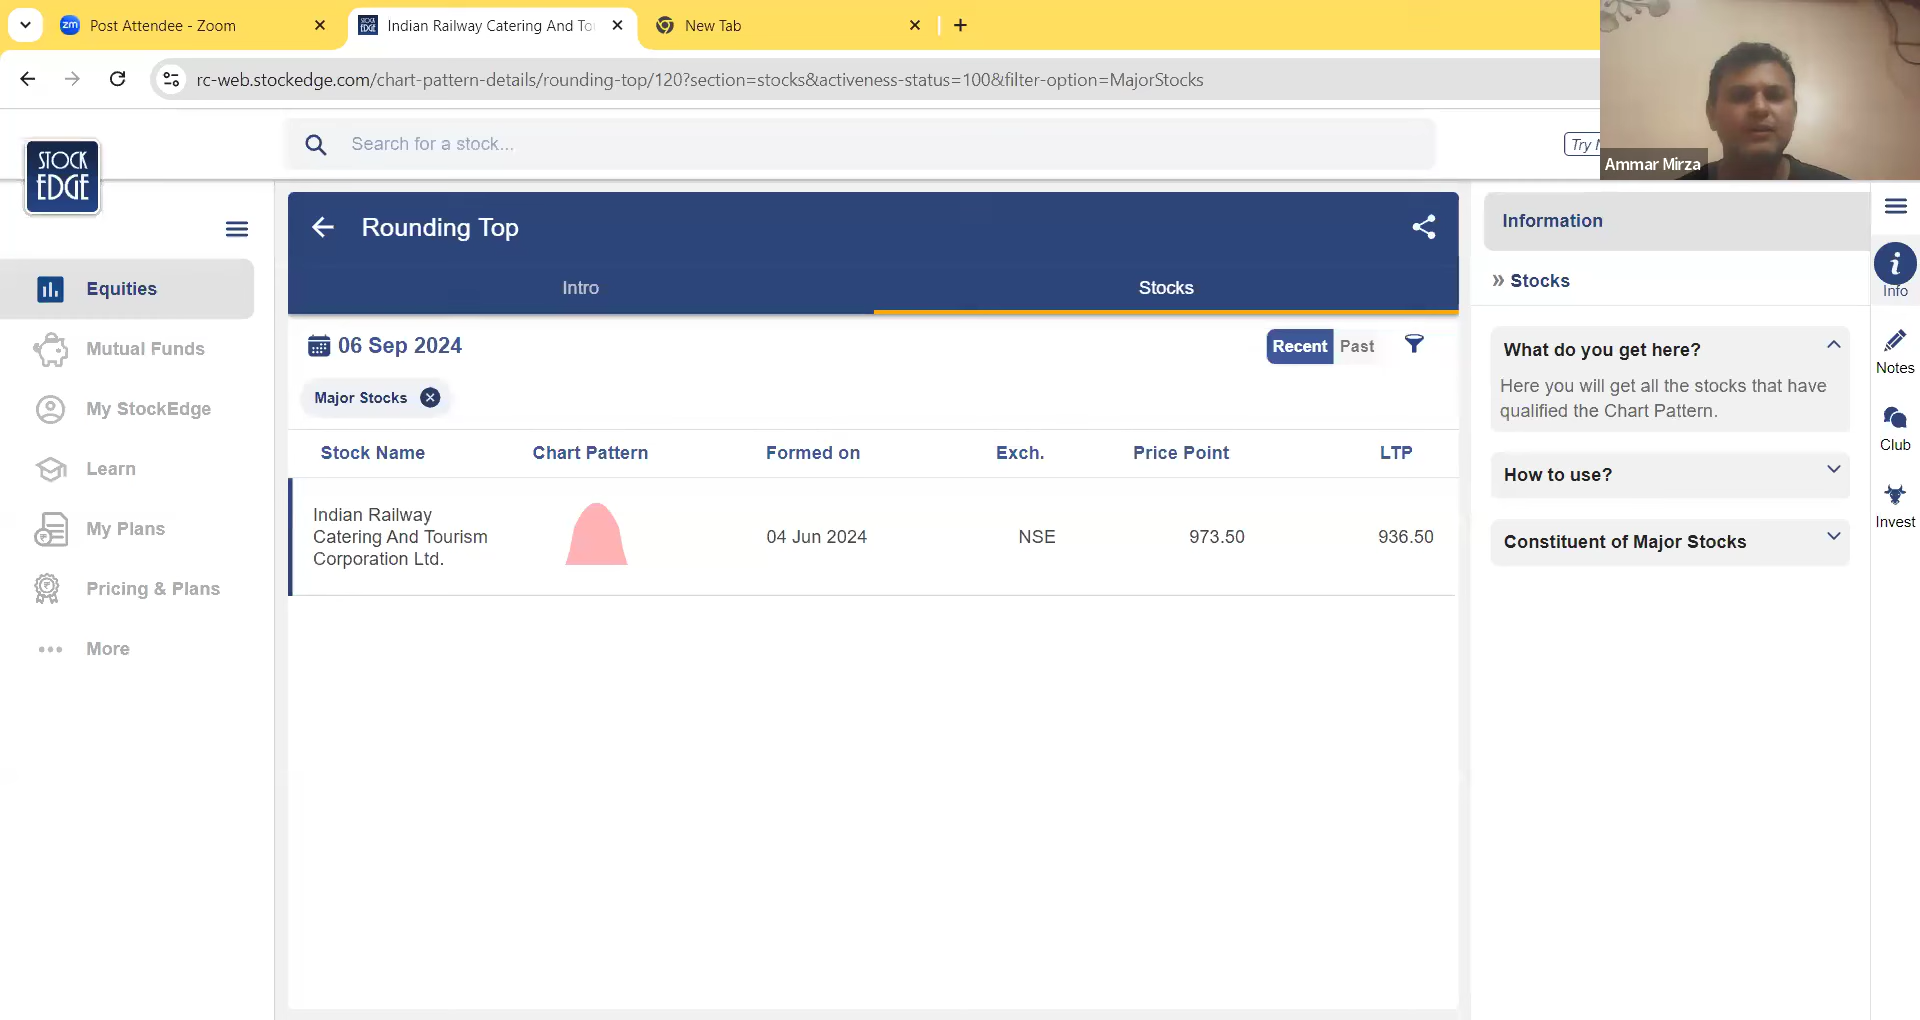 zm Post Attendee - Zoom
STOCK EDGE Indian Railway Catering And To
New Tab
rc-web.stockedge.com/chart-pattern-details/rounding-top/120?section=stocks&activeness-status=100&filter-option=MajorStocks
Search for a stock...
Try
Ammar Mirza
STOCK
EDGE
Equities
Mutual Funds
My StockEdge
Learn
My Plans
Pricing & Plans
More
Rounding Top
Intro
Stocks
06 Sep 2024
Recent
Past
Major Stocks
Stock Name
Chart Pattern
Formed on
Exch.
Price Point
LTP
Indian Railway
Catering And Tourism
Corporation Ltd.
04 Jun 2024
NSE
973.50
936.50
Information
» Stocks
What do you get here?
Here you will get all the stocks that have
qualified the Chart Pattern.
How to use?
Constituent of Major Stocks
i
Info
Notes
Club
Invest